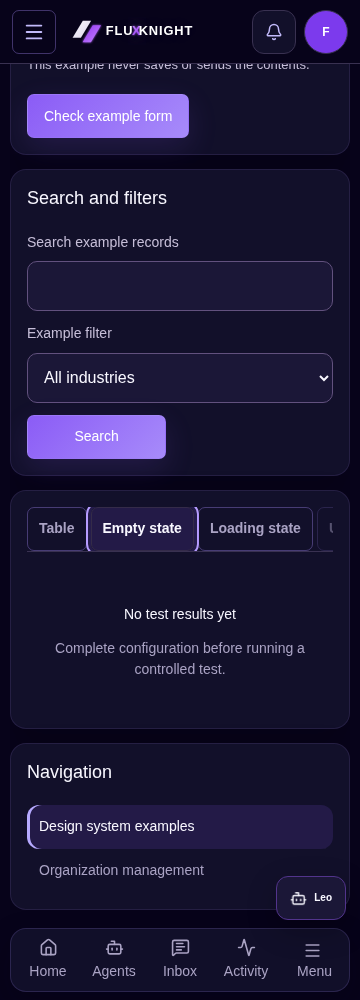 FLUXKNIGHT
F
This example never saves or sends the contents.
Check example form
Search and filters
Search example records
Example filter
All industries
Search
Table
Empty state
Loading state
No test results yet
Complete configuration before running a
controlled test.
Navigation
Design system examples
Organization management
Leo
Home
Agents
Inbox
Activity
Menu